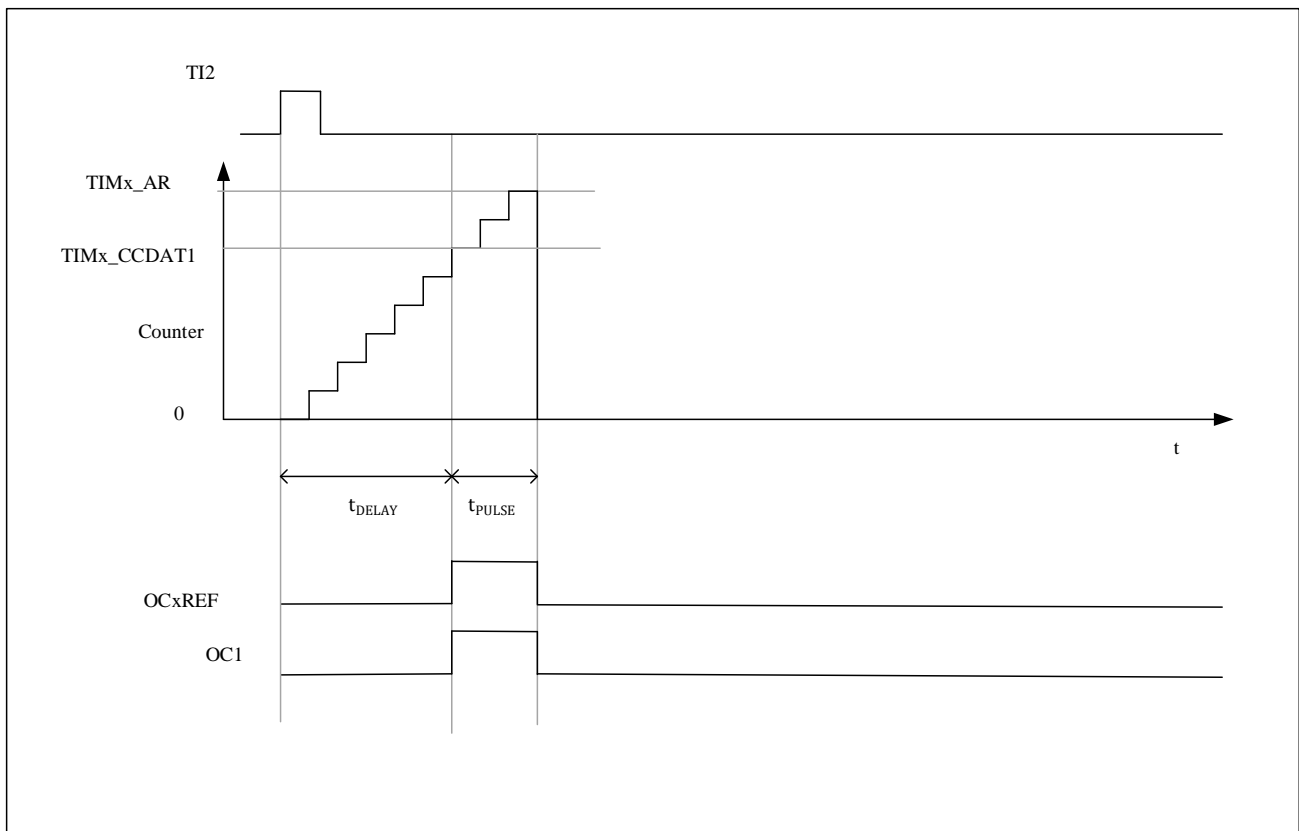 TI2
TIMx_AR
TIMx_CCDAT1
Counter
0
t
tDELAY
tPULSE
OCxREF
OC1